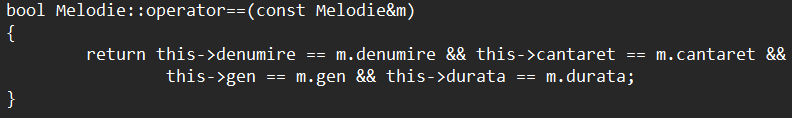 bool Melodie::operator==(const Melodie&m)
{
        return this->denumire == m.denumire && this->cantaret == m.cantaret &&
                this->gen == m.gen && this->durata == m.durata;
}